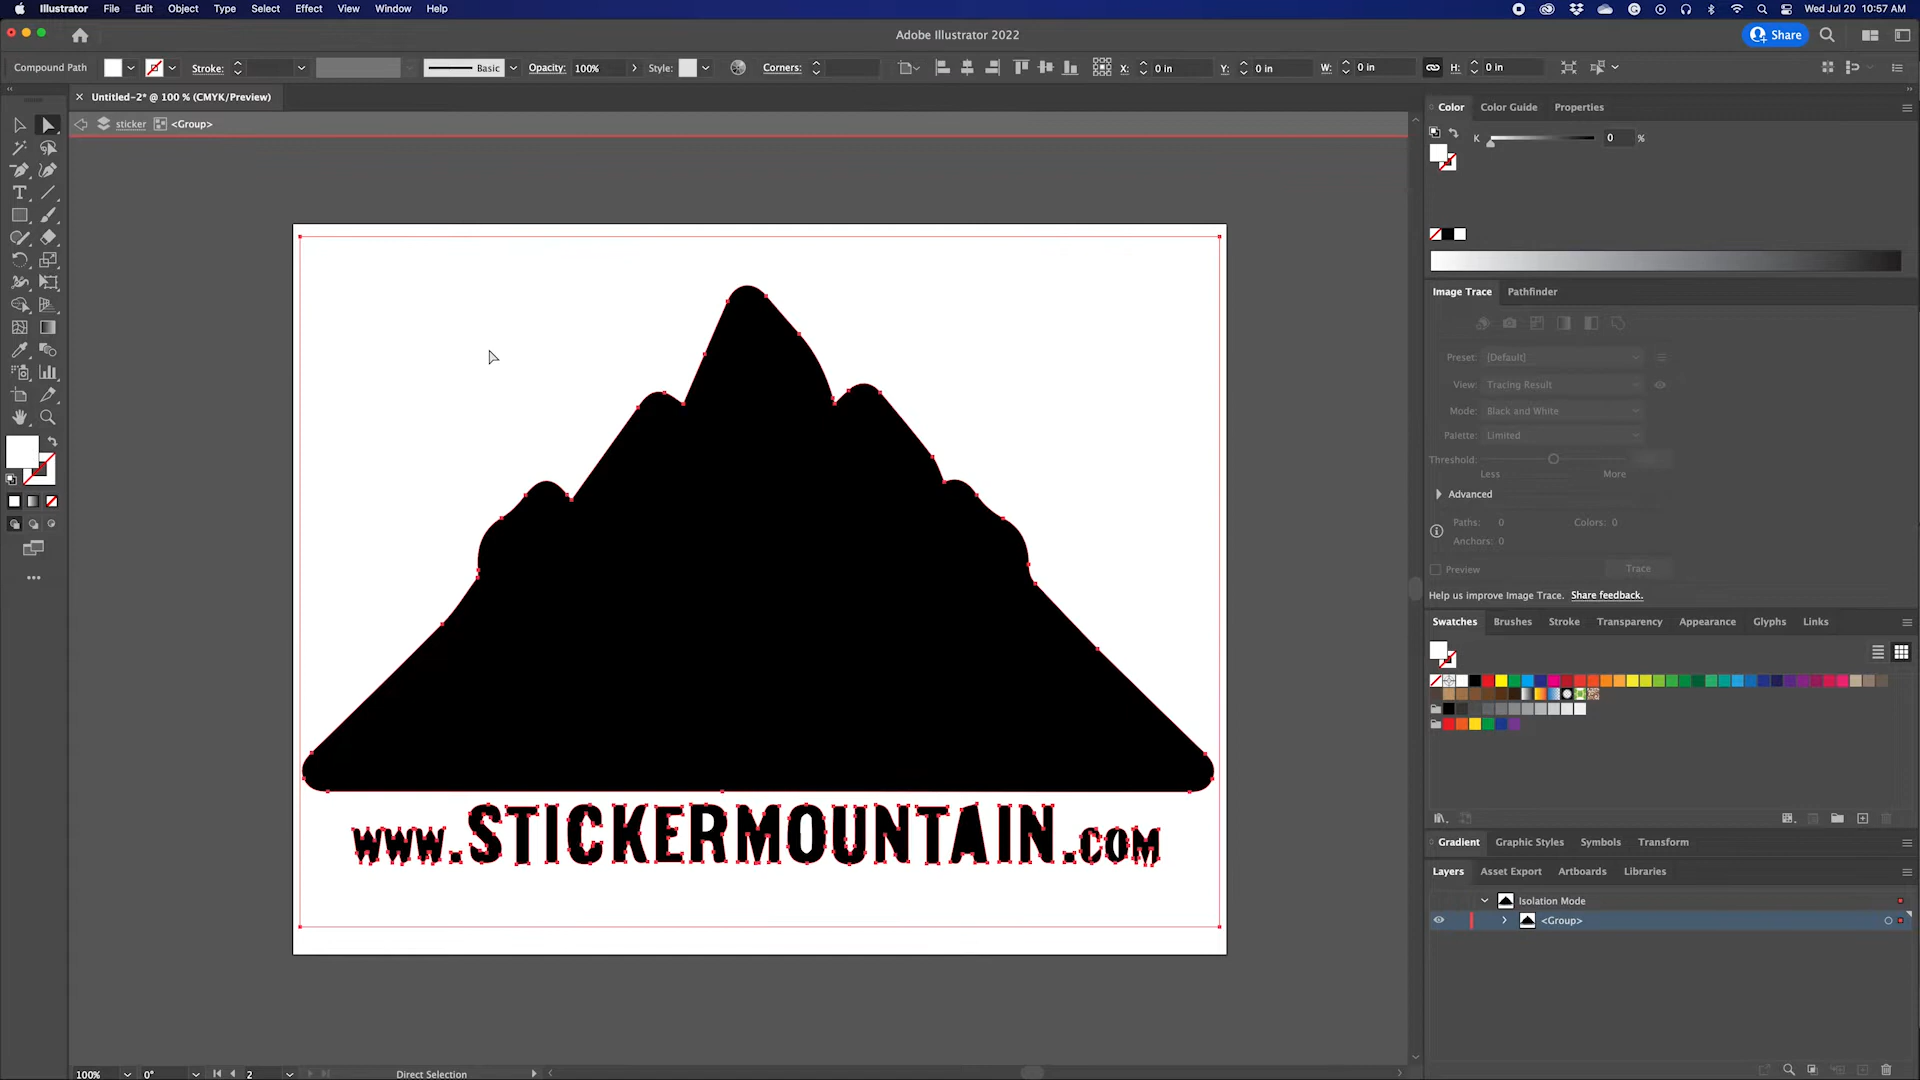 Illustrator File Edit Object Type Select Effect View Window Help Wed Jul 20 10:57 AM
Adobe Illustrator 2022 Share
Compound Path Stroke: Basic Opacity: 100% Style: Corners: X: 0 in Y: 0 in W: 0 in H: 0 in
Untitled-2* @ 100 % (CMYK/Preview)
sticker <Group>
Color Color Guide Properties
K 0 %
Image Trace Pathfinder
Preset: [Default]
View: Tracing Result
Mode: Black and White
Palette: Limited
Threshold:
Less More
Advanced
Paths: 0 Colors: 0
Anchors: 0
Preview Trace
Help us improve Image Trace. Share feedback.
Swatches Brushes Stroke Transparency Appearance Glyphs Links
www.STICKERMOUNTAIN.COM
Gradient Graphic Styles Symbols Transform
Layers Asset Export Artboards Libraries
Isolation Mode
<Group>
100% 0° 2 Direct Selection